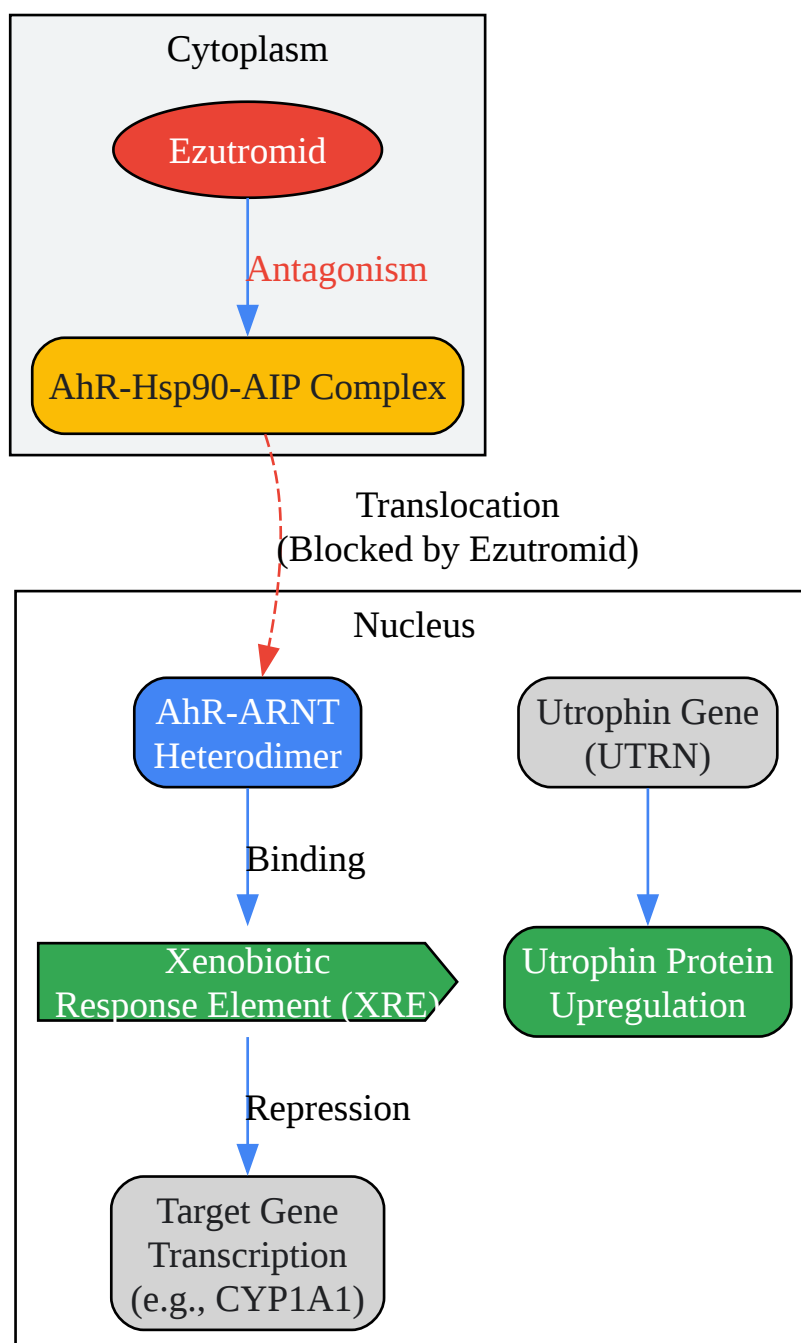 Cytoplasm
Ezutromid
Antagonism
AhR-Hsp90-AIP Complex
Translocation
(Blocked by Ezutromid)
Nucleus
AhR-ARNT
Heterodimer
Utrophin Gene
(UTRN)
Binding
Xenobiotic
Response Element (XRE)
Utrophin Protein
Upregulation
Repression
Target Gene
Transcription
(e.g., CYP1A1)